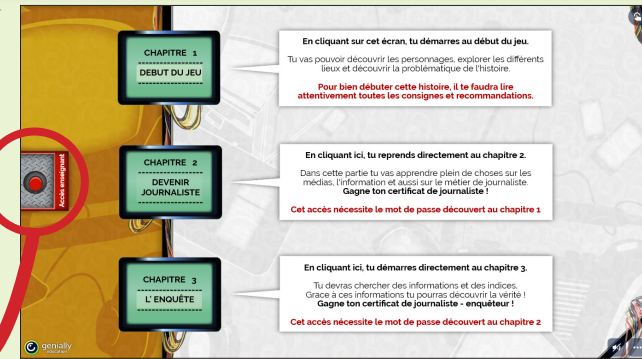 CHAPITRE 1
DEBUT DU JEU
En cliquant sur cet écran, tu démarres au début du jeu.
Tu vas pouvoir découvrir les personnages, explorer les différents
lieux et découvrir la problématique de l'histoire.
Pour bien débuter cette histoire, il te faudra lire
attentivement toutes les consignes et recommandations.
Accès enseignant
CHAPITRE 2
DEVENIR
JOURNALISTE
En cliquant ici, tu reprends directement au chapitre 2.
Dans cette partie tu vas apprendre plein de choses sur les
médias, l'information et aussi sur le métier de journaliste.
Gagne ton certificat de journaliste !
Cet accès nécessite le mot de passe découvert au chapitre 1
CHAPITRE 3
L' ENQUÊTE
En cliquant ici, tu démarres directement au chapitre 3.
Tu devras chercher des informations et des indices,
Grace à ces informations tu pourras découvrir la vérité !
Gagne ton certificat de journaliste - enquêteur !
Cet accès nécessite le mot de passe découvert au chapitre 2
genially
education